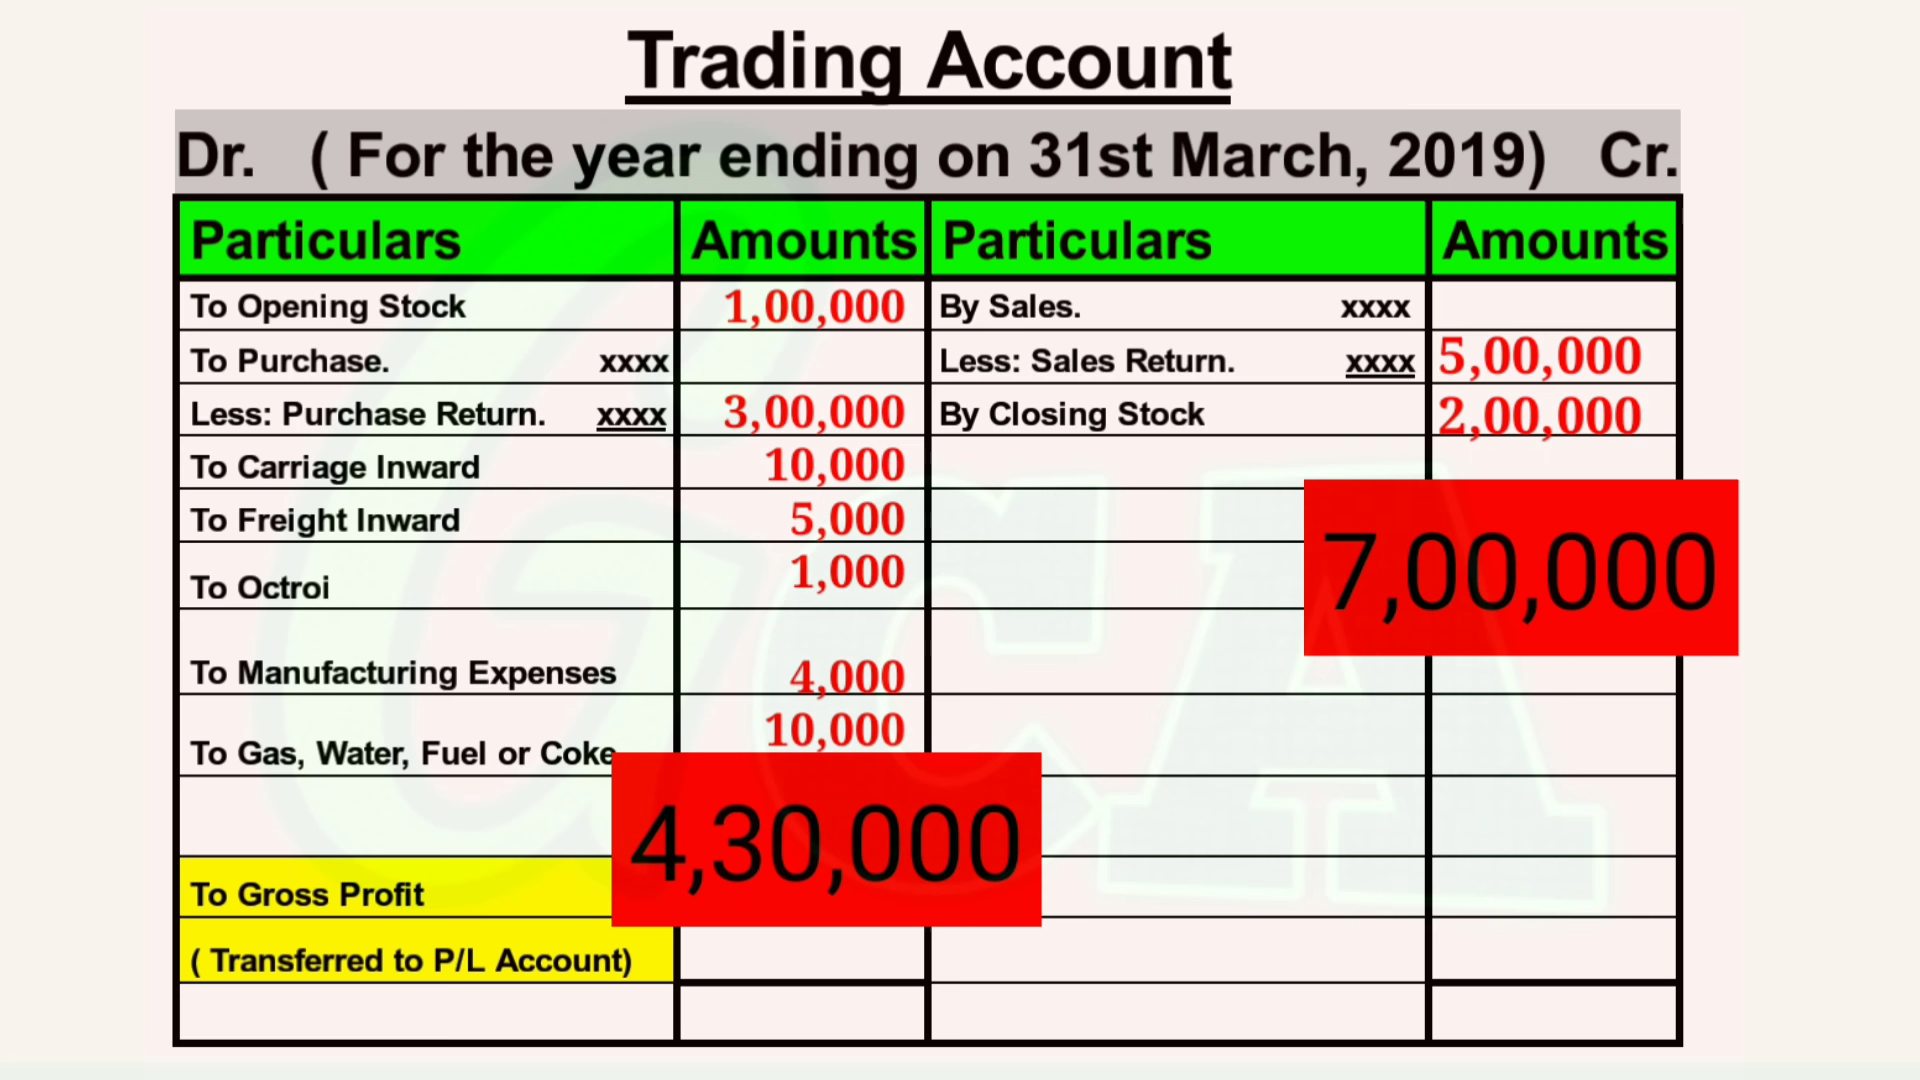 Trading Account
Dr. ( For the year ending on 31st March, 2019) Cr.
Particulars Amounts Particulars Amounts
To Opening Stock 1,00,000 By Sales. xxxx
To Purchase. xxxx Less: Sales Return. xxxx 5,00,000
Less: Purchase Return. xxxx 3,00,000 By Closing Stock 2,00,000
To Carriage Inward 10,000
To Freight Inward 5,000
To Octroi 1,000
7,00,000
To Manufacturing Expenses 4,000
To Gas, Water, Fuel or Coke 10,000
4,30,000
To Gross Profit
( Transferred to P/L Account)
GCA